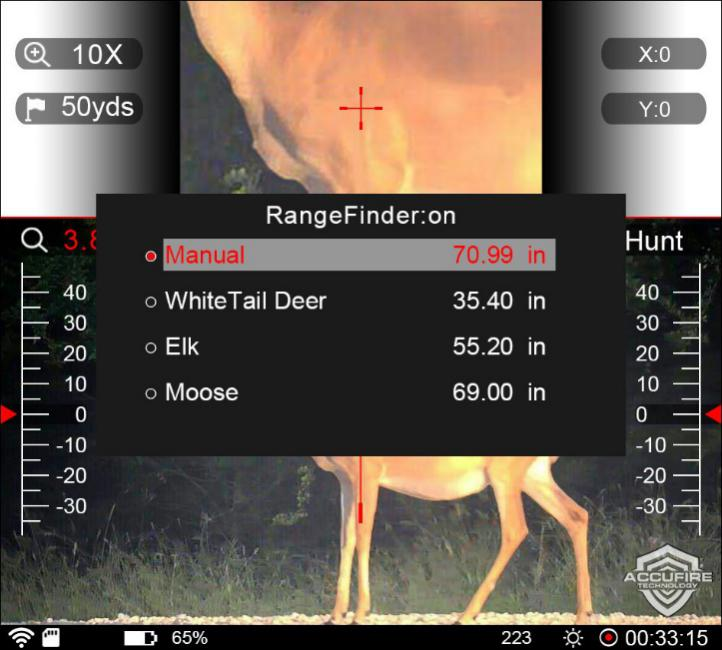 10X
X:0
50yds
Y:0
RangeFinder:on
3.8
Hunt
Manual 70.99 in
WhiteTail Deer 35.40 in
Elk 55.20 in
Moose 69.00 in
40 40
30 30
20 20
10 10
0 0
-10 -10
-20 -20
-30 -30
ACCUFIRE
TECHNOLOGY
65% 223 00:33:15